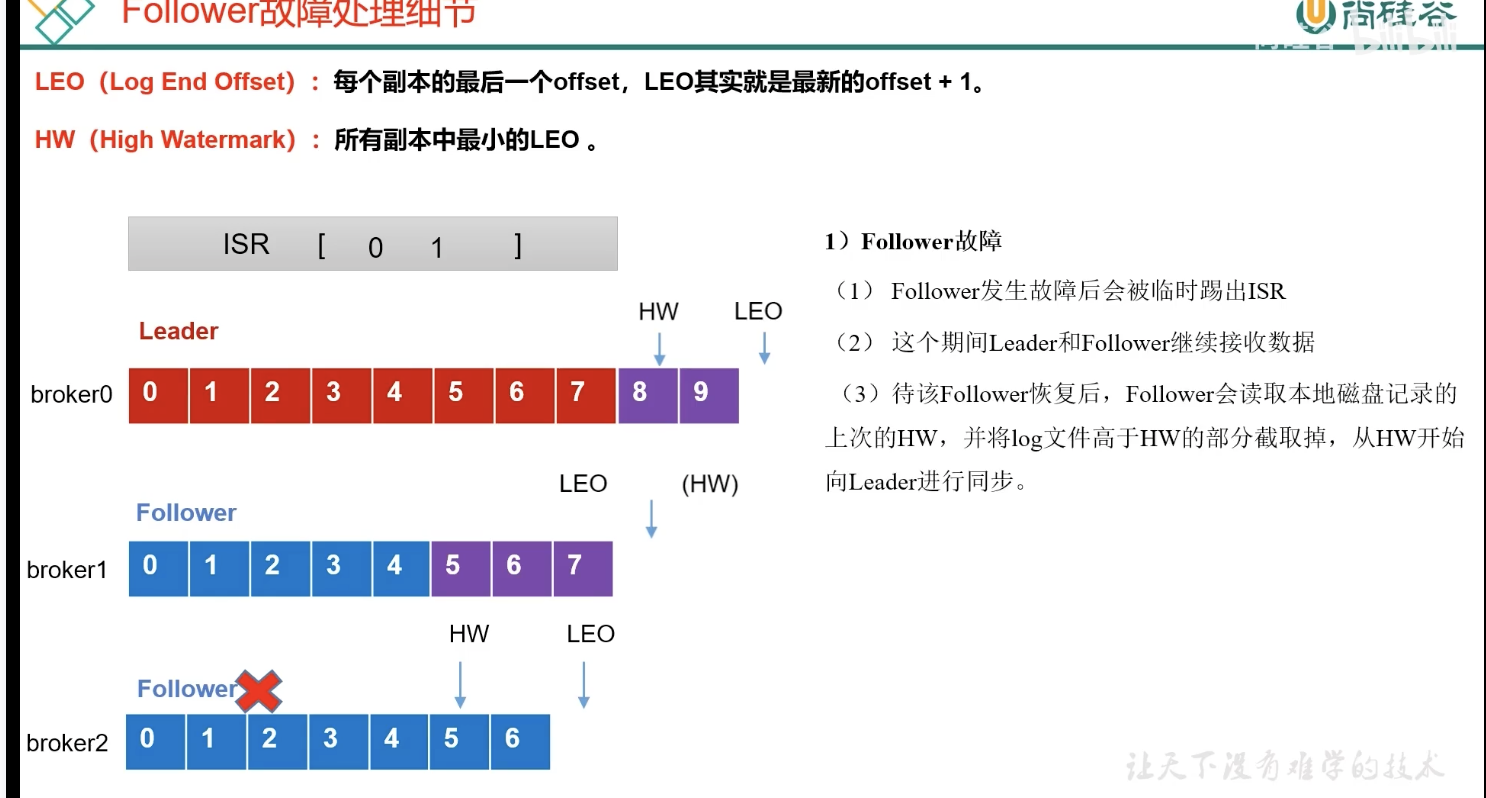 Follower故障处理细节
尚硅谷
bilibili
LEO（Log End Offset）：每个副本的最后一个offset，LEO其实就是最新的offset + 1。
HW（High Watermark）：所有副本中最小的LEO 。
ISR [ 0 1 ]
HW LEO
Leader
broker0 0 1 2 3 4 5 6 7 8 9
LEO (HW)
Follower
broker1 0 1 2 3 4 5 6 7
HW LEO
Follower
broker2 0 1 2 3 4 5 6
1）Follower故障
（1） Follower发生故障后会被临时踢出ISR
（2） 这个期间Leader和Follower继续接收数据
（3）待该Follower恢复后，Follower会读取本地磁盘记录的
上次的HW，并将log文件高于HW的部分截取掉，从HW开始
向Leader进行同步。
让天下没有难学的技术